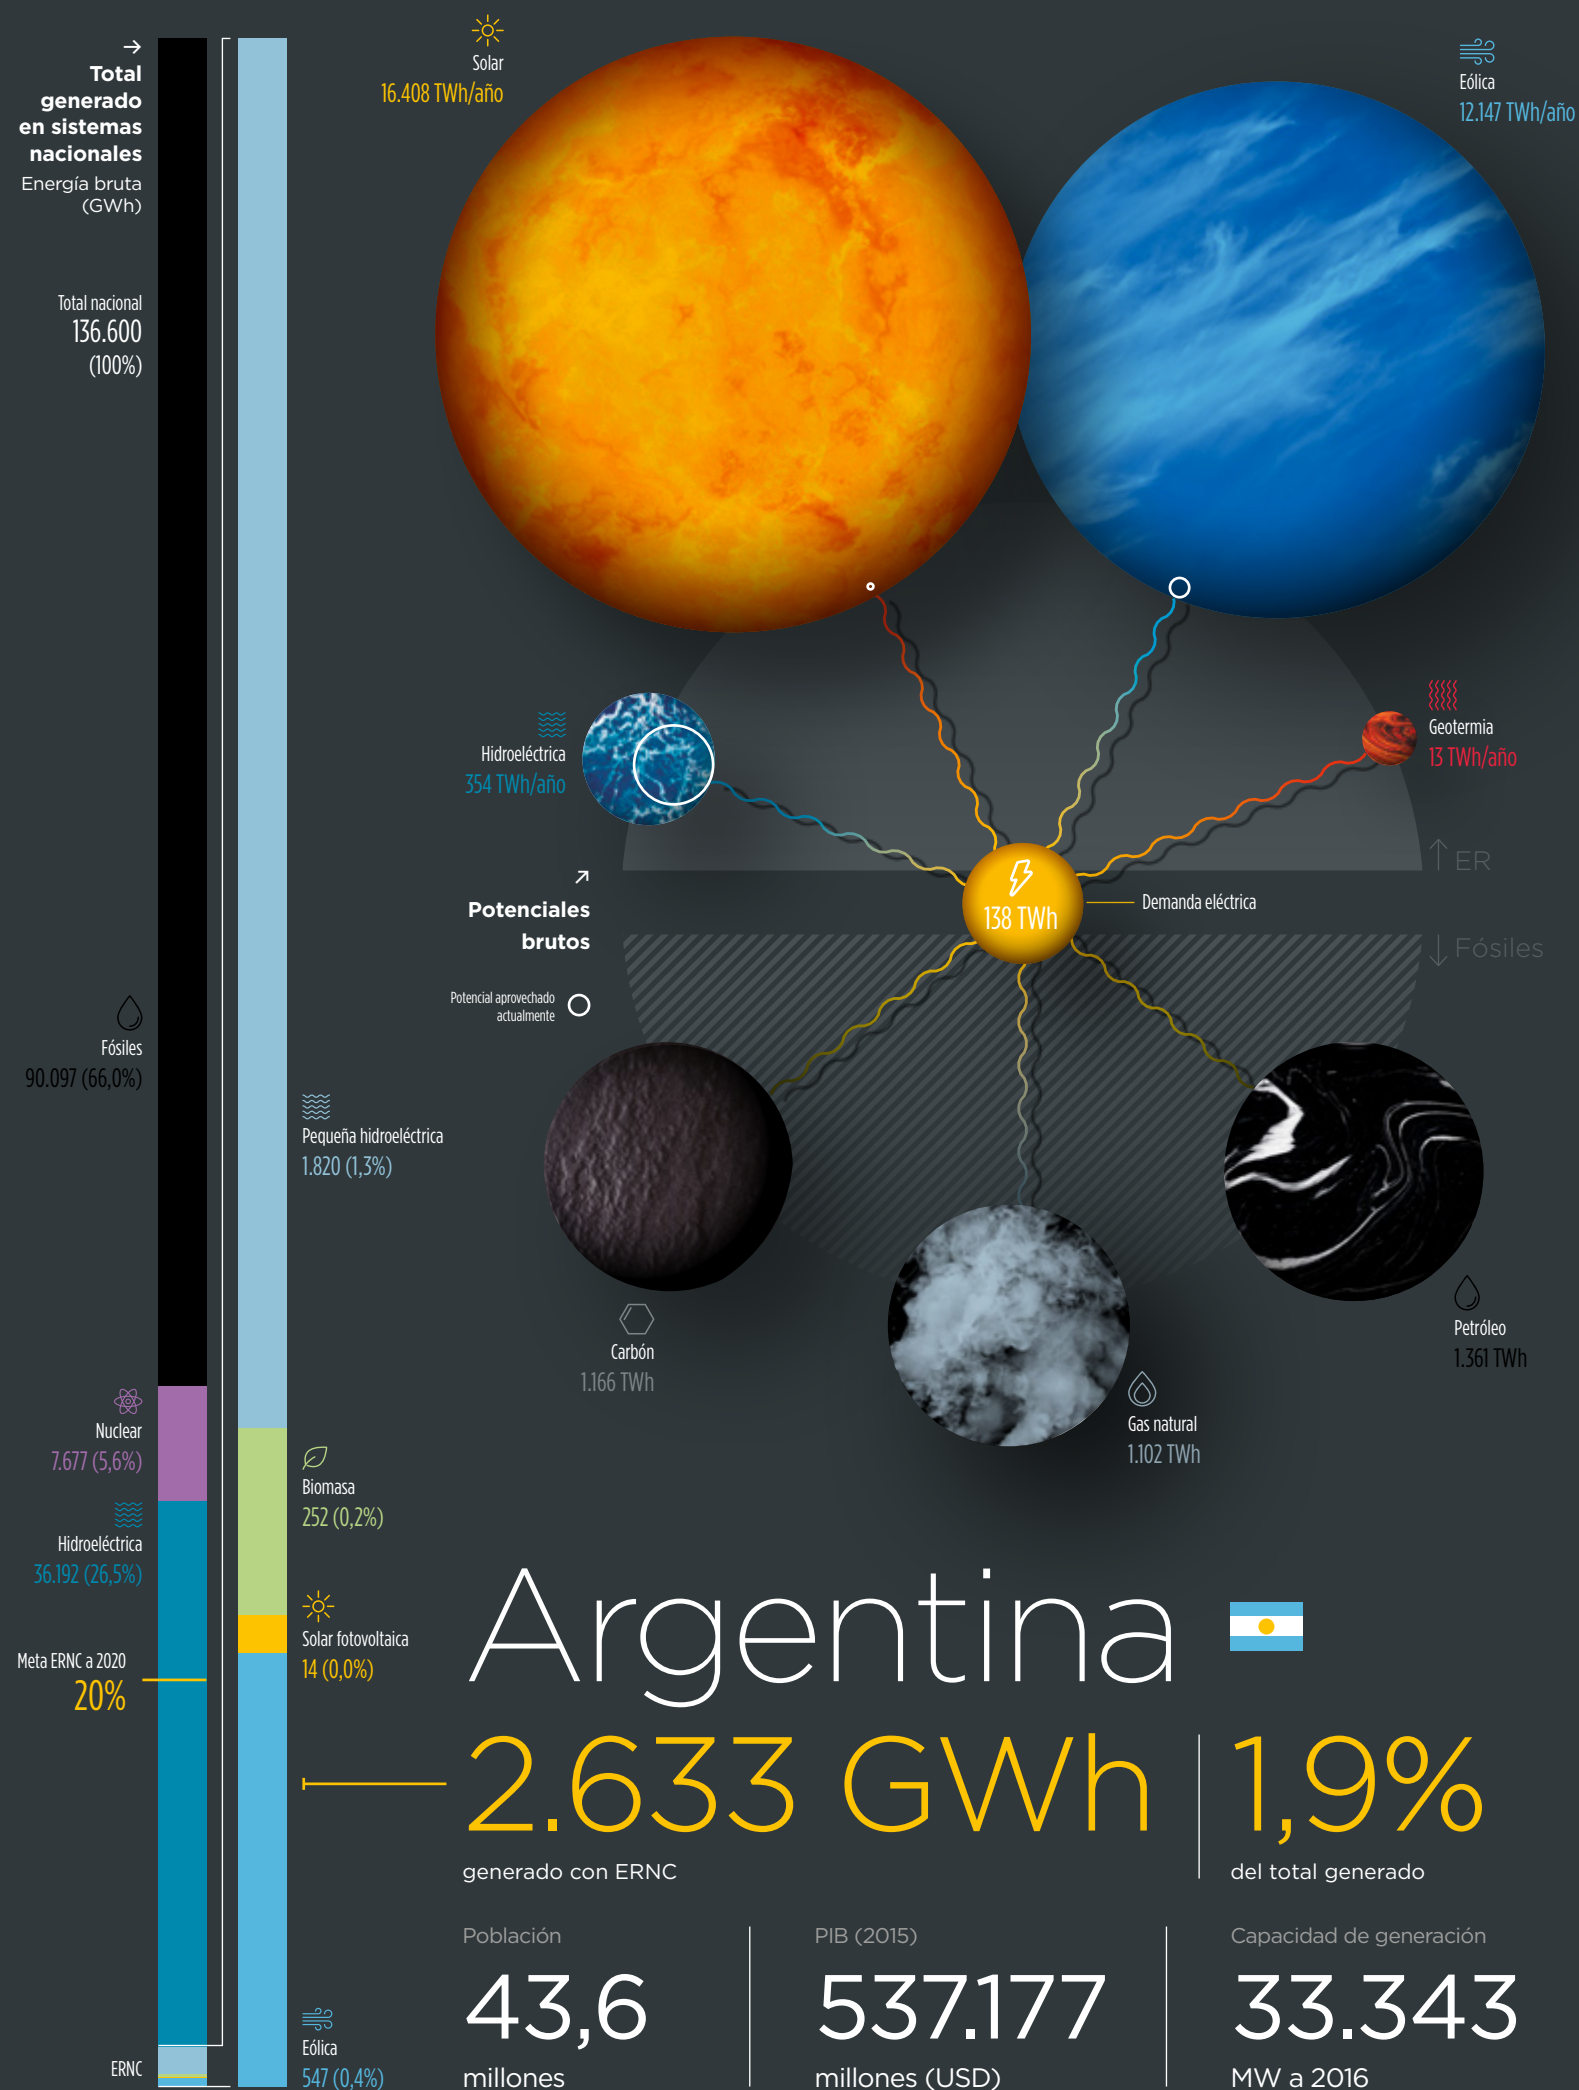 Total
generado
en sistemas
nacionales
Energía bruta
(GWh)
Total nacional
136.600
(100%)
Fósiles
90.097 (66,0%)
Nuclear
7.677 (5,6%)
Hidroeléctrica
36.192 (26,5%)
Meta ERNC a 2020
20%
ERNC
Pequeña hidroeléctrica
1.820 (1,3%)
Biomasa
252 (0,2%)
Solar fotovoltaica
14 (0,0%)
Eólica
547 (0,4%)
Solar
16.408 TWh/año
Eólica
12.147 TWh/año
Hidroeléctrica
354 TWh/año
Geotermia
13 TWh/año
ER
138 TWh
Demanda eléctrica
Potenciales
brutos
Fósiles
Potencial aprovechado
actualmente
Carbón
1.166 TWh
Gas natural
1.102 TWh
Petróleo
1.361 TWh
Argentina
2.633 GWh
generado con ERNC
1,9%
del total generado
Población
43,6
millones
PIB (2015)
537.177
millones (USD)
Capacidad de generación
33.343
MW a 2016